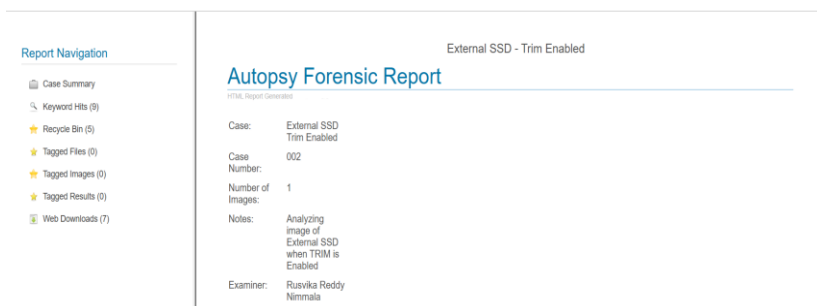 External SSD - Trim Enabled
Report Navigation
Case Summary
Keyword Hits (9)
Recycle Bin (5)
Tagged Files (0)
Tagged Images (0)
Tagged Results (0)
Web Downloads (7)
Autopsy Forensic Report
HTML Report Generated
Case: External SSD
Trim Enabled
Case 002
Number:
Number of 1
Images:
Notes: Analyzing
image of
External SSD
when TRIM is
Enabled
Examiner: Rusvika Reddy
Nimmala